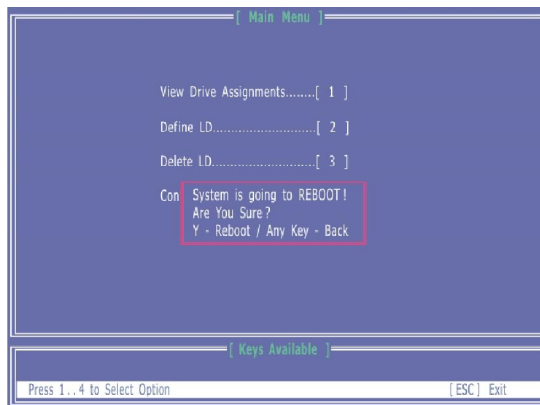 [ Main Menu ]
View Drive Assignments........[ 1 ]
Define LD............................[ 2 ]
Delete LD............................[ 3 ]
Con
System is going to REBOOT!
Are You Sure?
Y - Reboot / Any Key - Back
[ Keys Available ]
Press 1..4 to Select Option [ESC] Exit